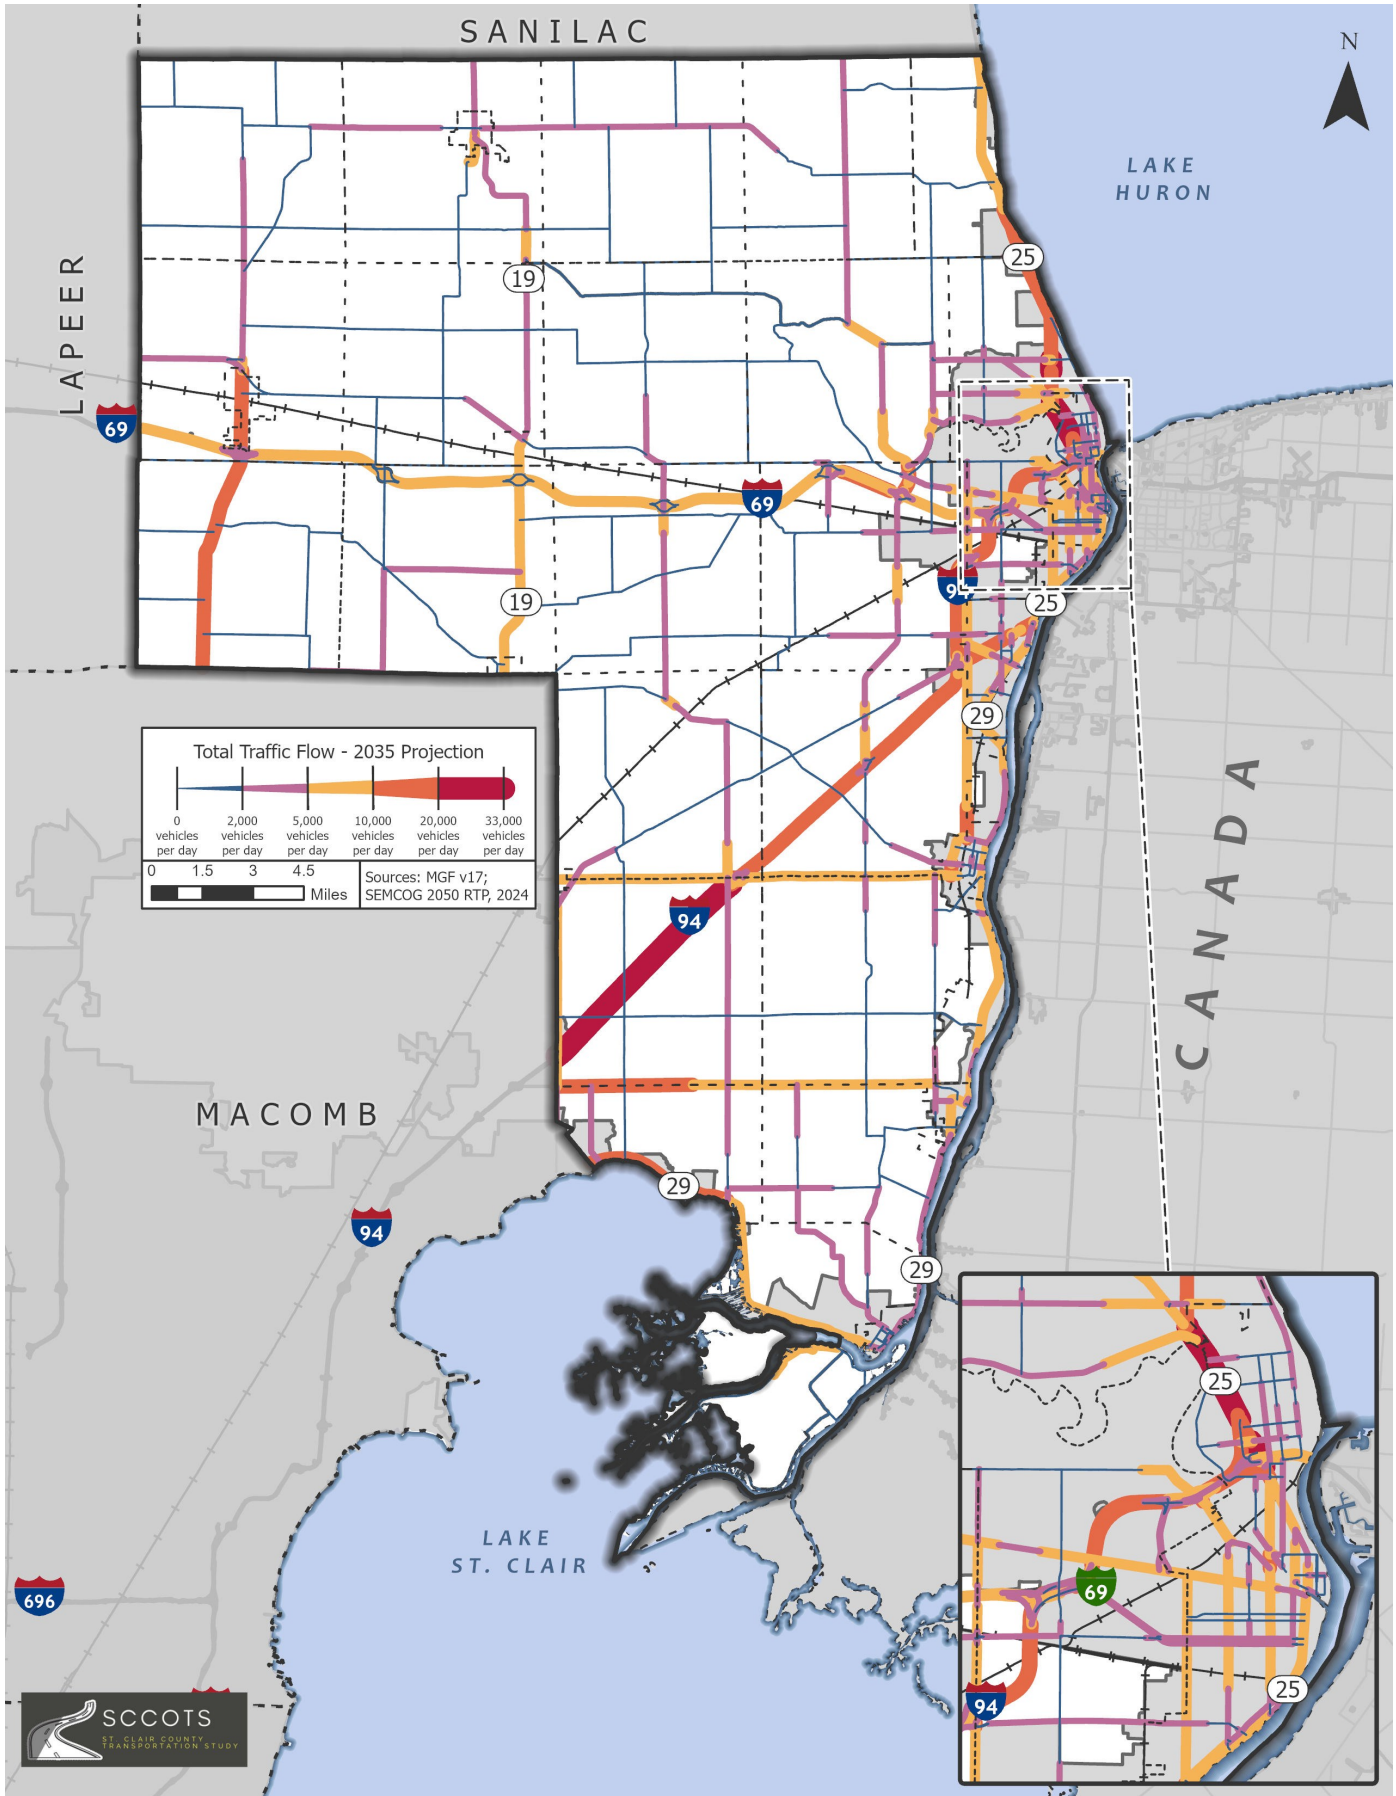 SANILAC
N
LAKE
HURON
25
19
LAPEER
69
69
94
19
25
29
Total Traffic Flow - 2035 Projection
0
vehicles
per day
2,000
vehicles
per day
5,000
vehicles
per day
10,000
vehicles
per day
20,000
vehicles
per day
33,000
vehicles
per day
0 1.5 3 4.5
Miles
Sources: MGF v17;
SEMCOG 2050 RTP, 2024
CANADA
94
MACOMB
29
94
29
25
LAKE
ST. CLAIR
69
696
94
25
SCCOTS
ST. CLAIR COUNTY
TRANSPORTATION STUDY